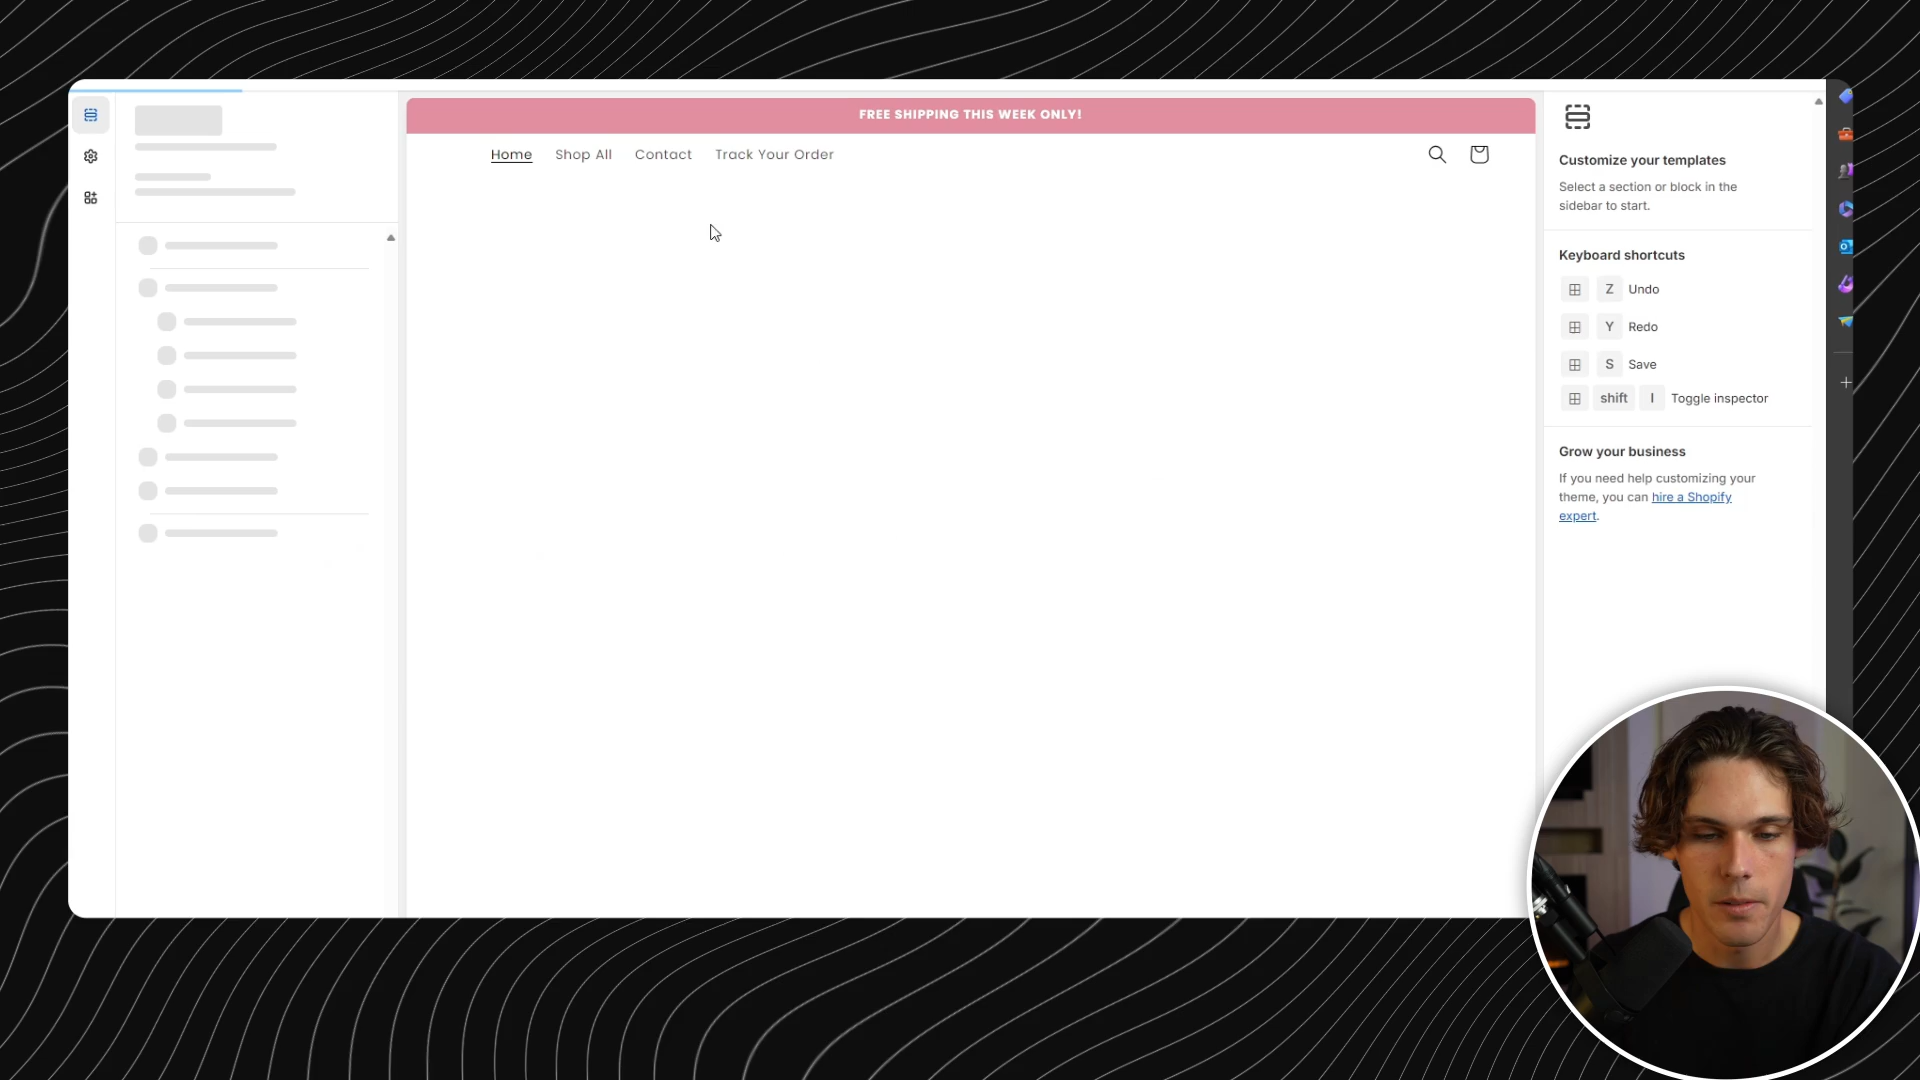 FREE SHIPPING THIS WEEK ONLY!
Home Shop All Contact Track Your Order
Customize your templates
Select a section or block in the
sidebar to start.
Keyboard shortcuts
Z Undo
Y Redo
S Save
shift I Toggle inspector
Grow your business
If you need help customizing your
theme, you can hire a Shopify
expert.